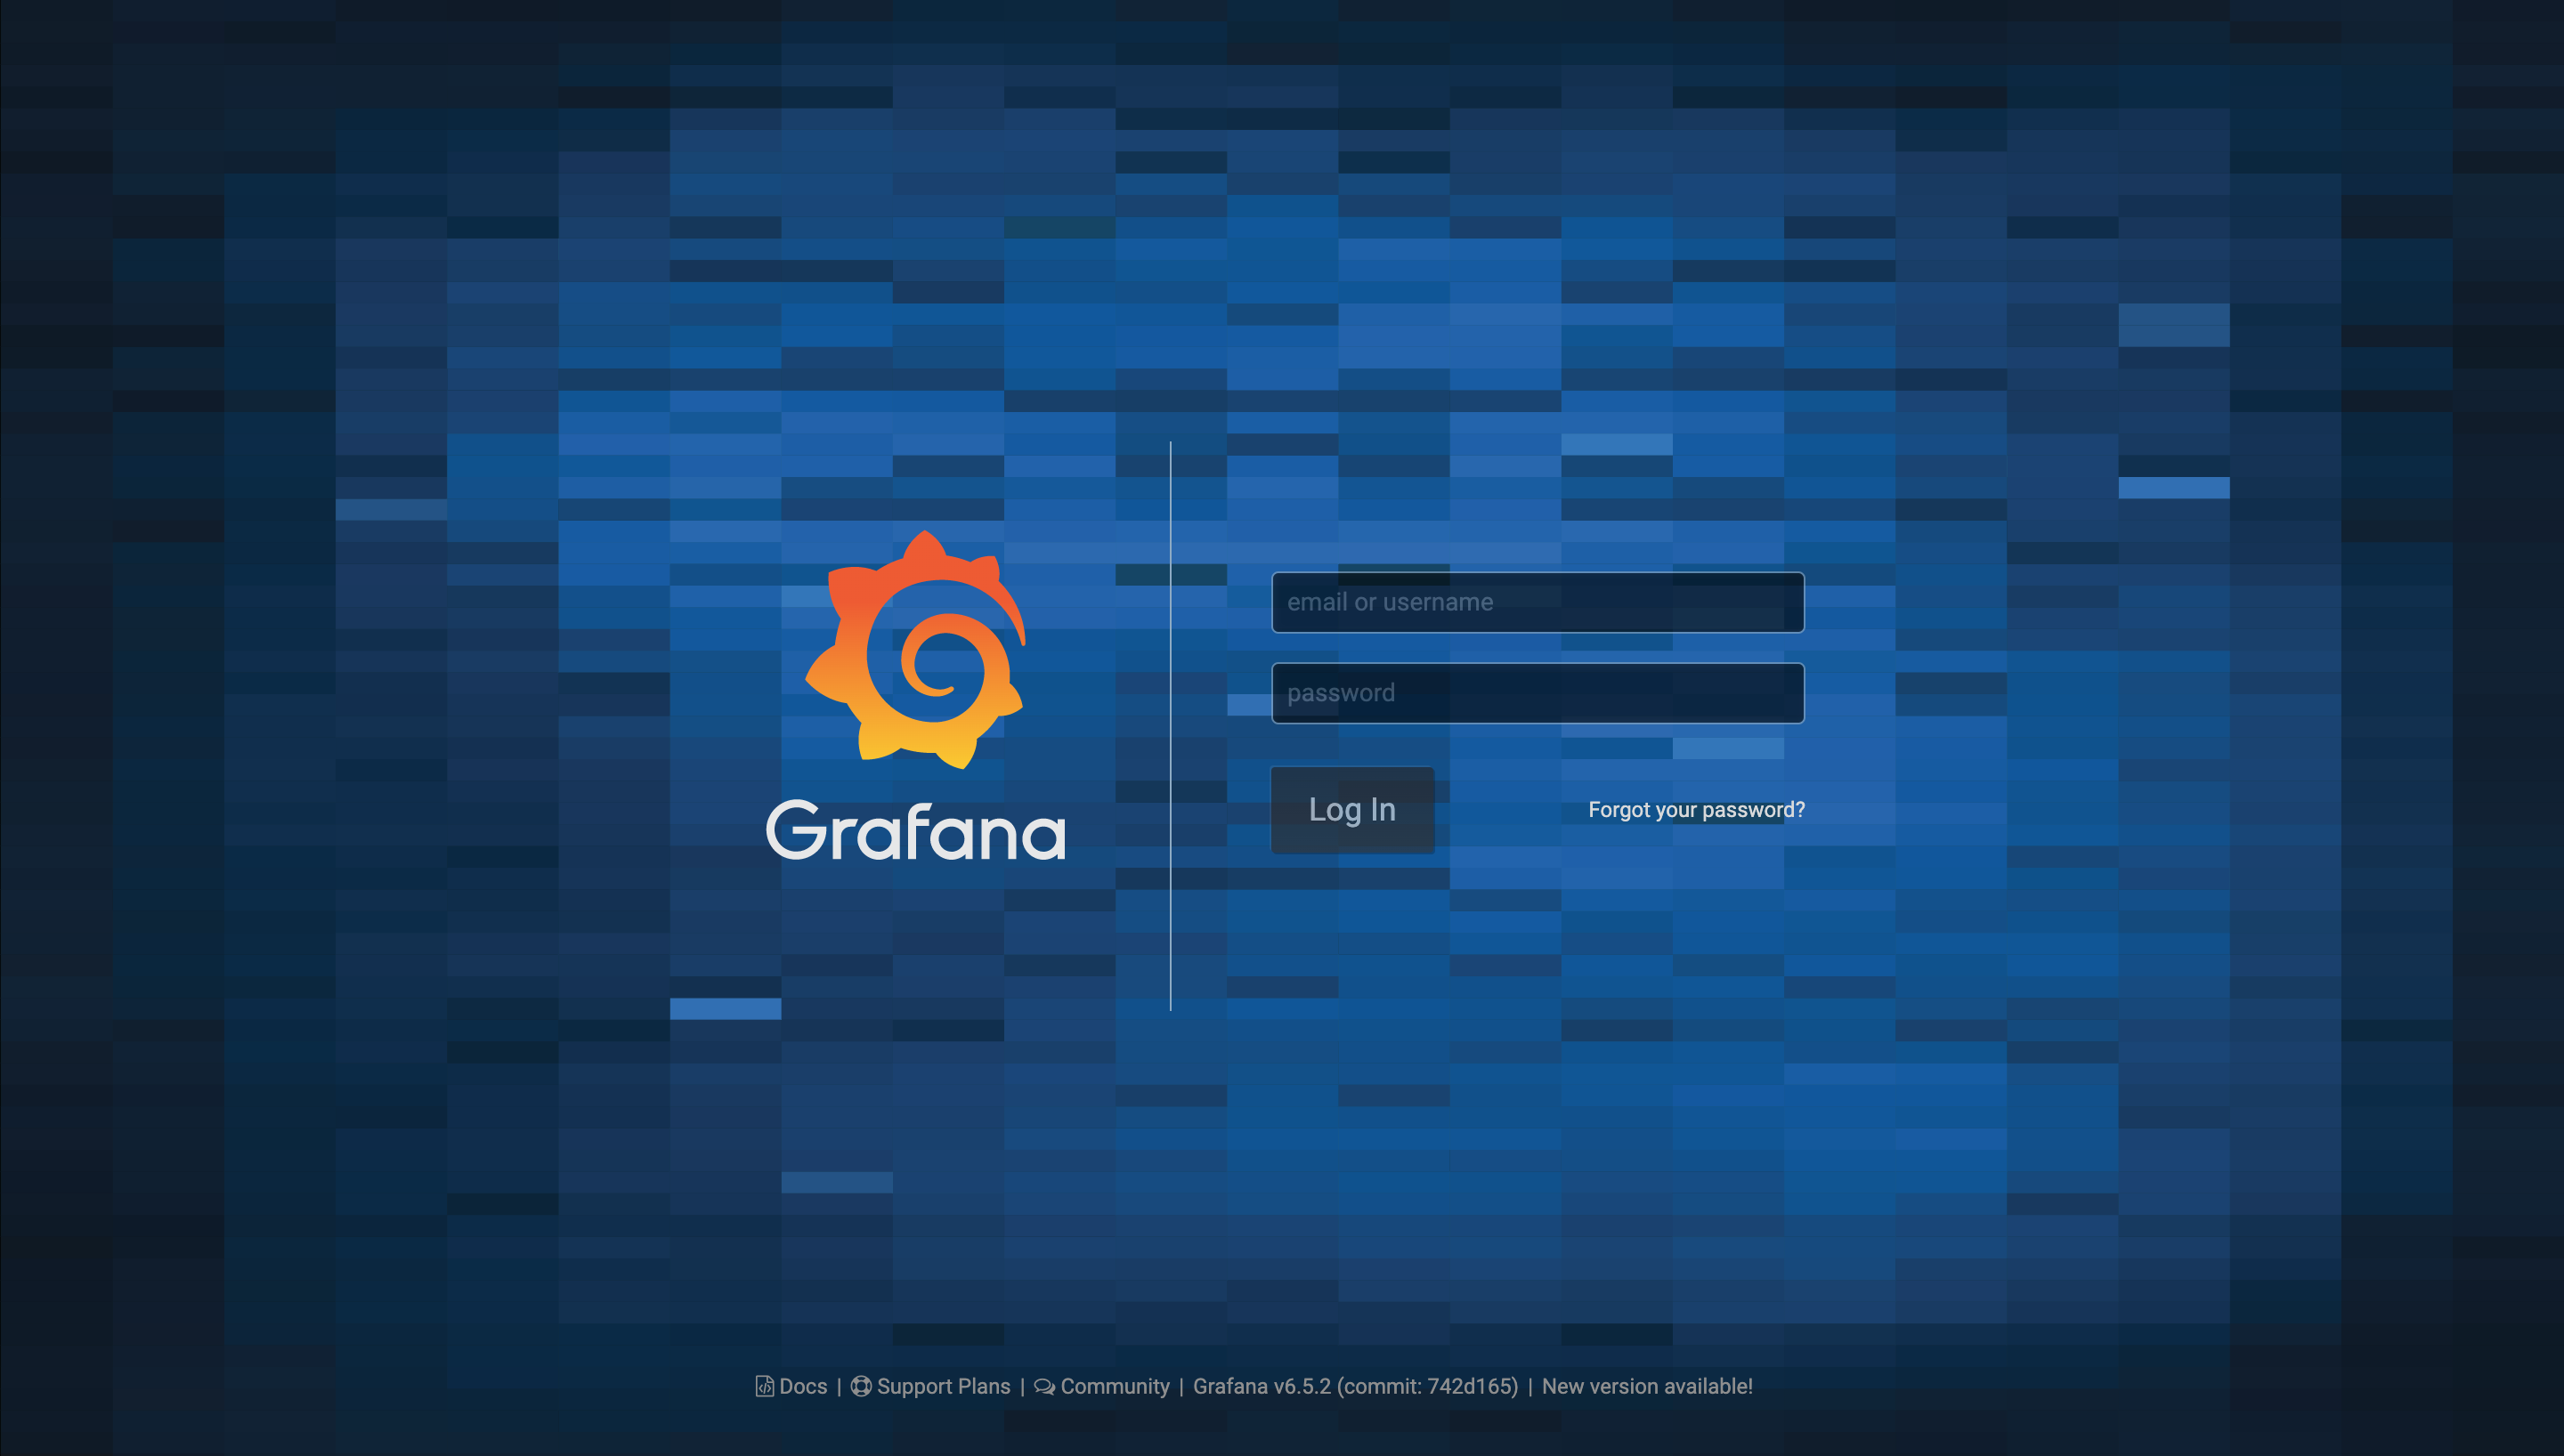 Grafana
email or username
password
Log In
Forgot your password?
Docs | Support Plans | Community | Grafana v6.5.2 (commit: 742d165) | New version available!